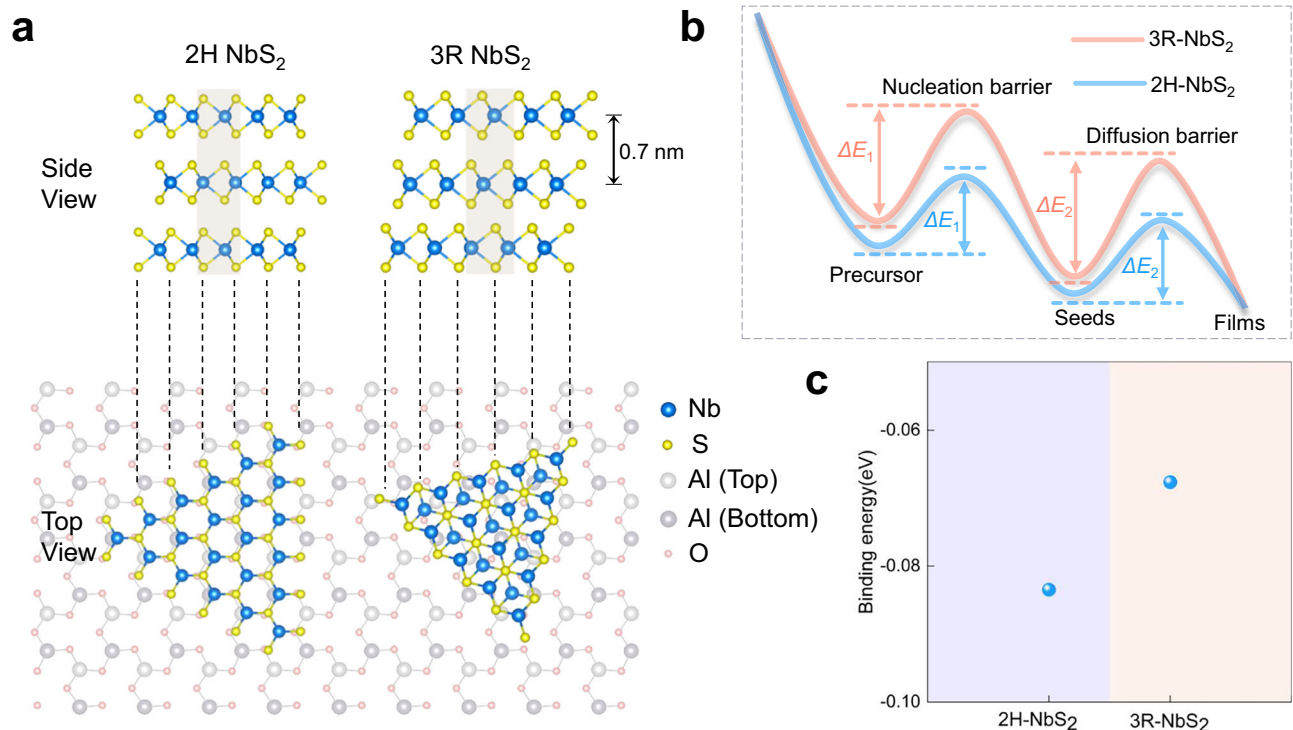 a
2H NbS₂
3R NbS₂
0.7 nm
Side
View
Top
View
Nb
S
Al (Top)
Al (Bottom)
O
b
3R-NbS₂
2H-NbS₂
Nucleation barrier
Diffusion barrier
ΔE₁
ΔE₁
ΔE₂
ΔE₂
Precursor
Seeds
Films
c
Binding energy(eV)
-0.06
-0.08
-0.10
2H-NbS₂
3R-NbS₂